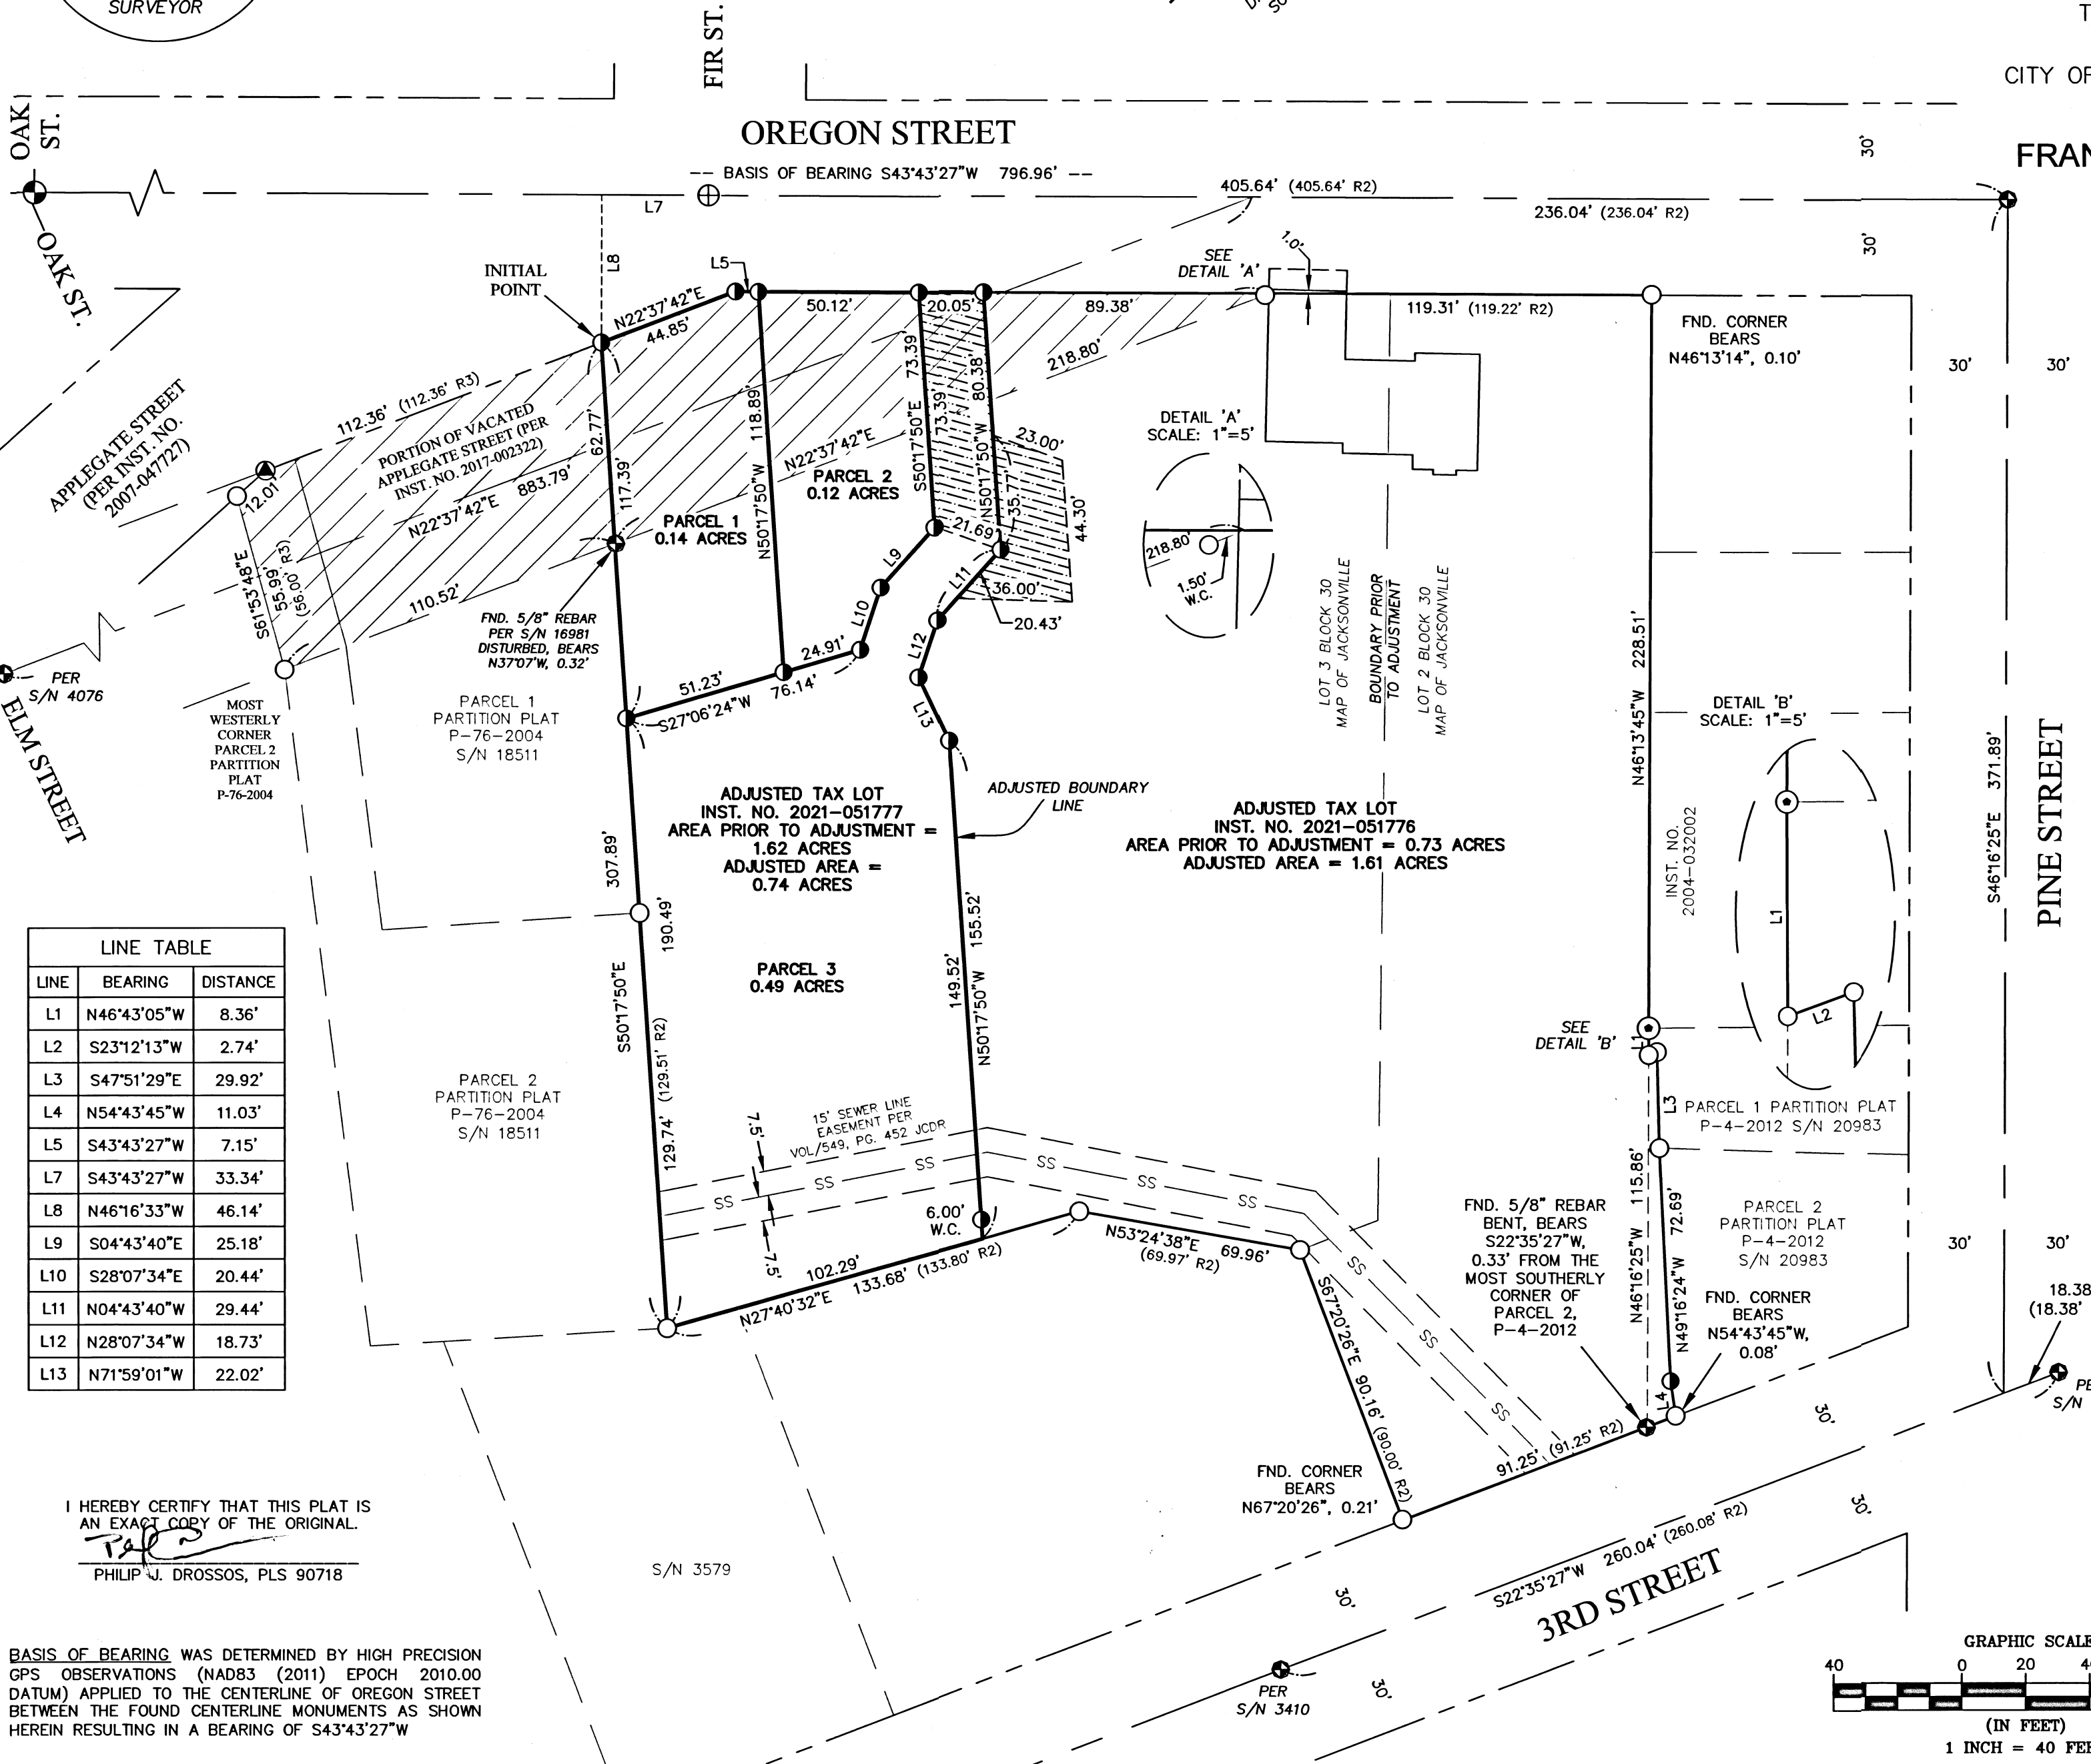 SURVEYOR
FIR ST.
OAK
ST.
OREGON STREET
CITY OF
-- BASIS OF BEARING S43°43'27"W 796.96' --
405.64' (405.64' R2)
236.04' (236.04' R2)
30'
30'
L7
L8
OAK ST.
INITIAL
POINT
L5
N22°37'42"E
44.85'
50.12'
20.05'
89.38'
SEE
DETAIL 'A'
1.0'
119.31' (119.22' R2)
FND. CORNER
BEARS
N46°13'14", 0.10'
30'
30'
218.80'
73.39'
73.39'
S50°17'50"E
80.38'
N50°17'50"W
35.77'
23.00'
44.30'
21.69'
36.00'
20.43'
APPLEGATE STREET
(PER INST. NO.
2007-047727)
112.36' (112.36' R3)
PORTION OF VACATED
APPLEGATE STREET (PER
INST. NO. 2017-002322)
N22°37'42"E 883.79'
N22°37'42"E
12.01'
S61°53'48"E
55.99'
(56.00' R3)
110.52'
62.77'
117.39'
118.89'
N50°17'50"W
PARCEL 1
0.14 ACRES
PARCEL 2
0.12 ACRES
L9
L10
L11
L12
L13
DETAIL 'A'
SCALE: 1"=5'
218.80'
1.50'
W.C.
FND. 5/8" REBAR
PER S/N 16981
DISTURBED, BEARS
N37°07'W, 0.32'
24.91'
51.23'
76.14'
S27°06'24"W
LOT 3 BLOCK 30
MAP OF JACKSONVILLE
BOUNDARY PRIOR
TO ADJUSTMENT
LOT 2 BLOCK 30
MAP OF JACKSONVILLE
N46°13'45"W 228.51'
PER
S/N 4076
ELM STREET
MOST
WESTERLY
CORNER
PARCEL 2
PARTITION
PLAT
P-76-2004
PARCEL 1
PARTITION PLAT
P-76-2004
S/N 18511
DETAIL 'B'
SCALE: 1"=5'
L1
L2
INST. NO.
2004-032002
S46°16'25"E 371.89'
PINE STREET
ADJUSTED TAX LOT
INST. NO. 2021-051777
AREA PRIOR TO ADJUSTMENT =
1.62 ACRES
ADJUSTED AREA =
0.74 ACRES
ADJUSTED BOUNDARY
LINE
ADJUSTED TAX LOT
INST. NO. 2021-051776
AREA PRIOR TO ADJUSTMENT = 0.73 ACRES
ADJUSTED AREA = 1.61 ACRES
307.89'
190.49'
S50°17'50"E
129.74' (129.51' R2)
155.52'
149.52'
N50°17'50"W
PARCEL 3
0.49 ACRES
LINE TABLE
LINE BEARING DISTANCE
L1 N46°43'05"W 8.36'
L2 S23°12'13"W 2.74'
L3 S47°51'29"E 29.92'
L4 N54°43'45"W 11.03'
L5 S43°43'27"W 7.15'
L7 S43°43'27"W 33.34'
L8 N46°16'33"W 46.14'
L9 S04°43'40"E 25.18'
L10 S28°07'34"E 20.44'
L11 N04°43'40"W 29.44'
L12 N28°07'34"W 18.73'
L13 N71°59'01"W 22.02'
PARCEL 2
PARTITION PLAT
P-76-2004
S/N 18511
7.5'
7.5'
15' SEWER LINE
EASEMENT PER
VOL/549, PG. 452 JCDR
SS SS SS SS SS SS
SS
SS
SS
SS
6.00'
W.C.
102.29'
N27°40'32"E 133.68' (133.80' R2)
N53°24'38"E 69.96'
(69.97' R2)
S67°20'26"E 90.16' (90.00' R2)
SEE
DETAIL 'B'
L1
L3
PARCEL 1 PARTITION PLAT
P-4-2012 S/N 20983
N46°16'25"W 115.86'
N49°16'24"W 72.69'
PARCEL 2
PARTITION PLAT
P-4-2012
S/N 20983
FND. 5/8" REBAR
BENT, BEARS
S22°35'27"W,
0.33' FROM THE
MOST SOUTHERLY
CORNER OF
PARCEL 2,
P-4-2012
L4
FND. CORNER
BEARS
N54°43'45"W,
0.08'
30'
30'
18.38
(18.38'
S/N
91.25' (91.25' R2)
FND. CORNER
BEARS
N67°20'26", 0.21'
30'
30'
S22°35'27"W 260.04' (260.08' R2)
3RD STREET
30'
30'
PER
S/N 3410
S/N 3579
I HEREBY CERTIFY THAT THIS PLAT IS
AN EXACT COPY OF THE ORIGINAL.
PHILIP J. DROSSOS, PLS 90718
BASIS OF BEARING WAS DETERMINED BY HIGH PRECISION
GPS OBSERVATIONS (NAD83 (2011) EPOCH 2010.00
DATUM) APPLIED TO THE CENTERLINE OF OREGON STREET
BETWEEN THE FOUND CENTERLINE MONUMENTS AS SHOWN
HEREIN RESULTING IN A BEARING OF S43°43'27"W
GRAPHIC SCALE
40 0 20
(IN FEET)
1 INCH = 40